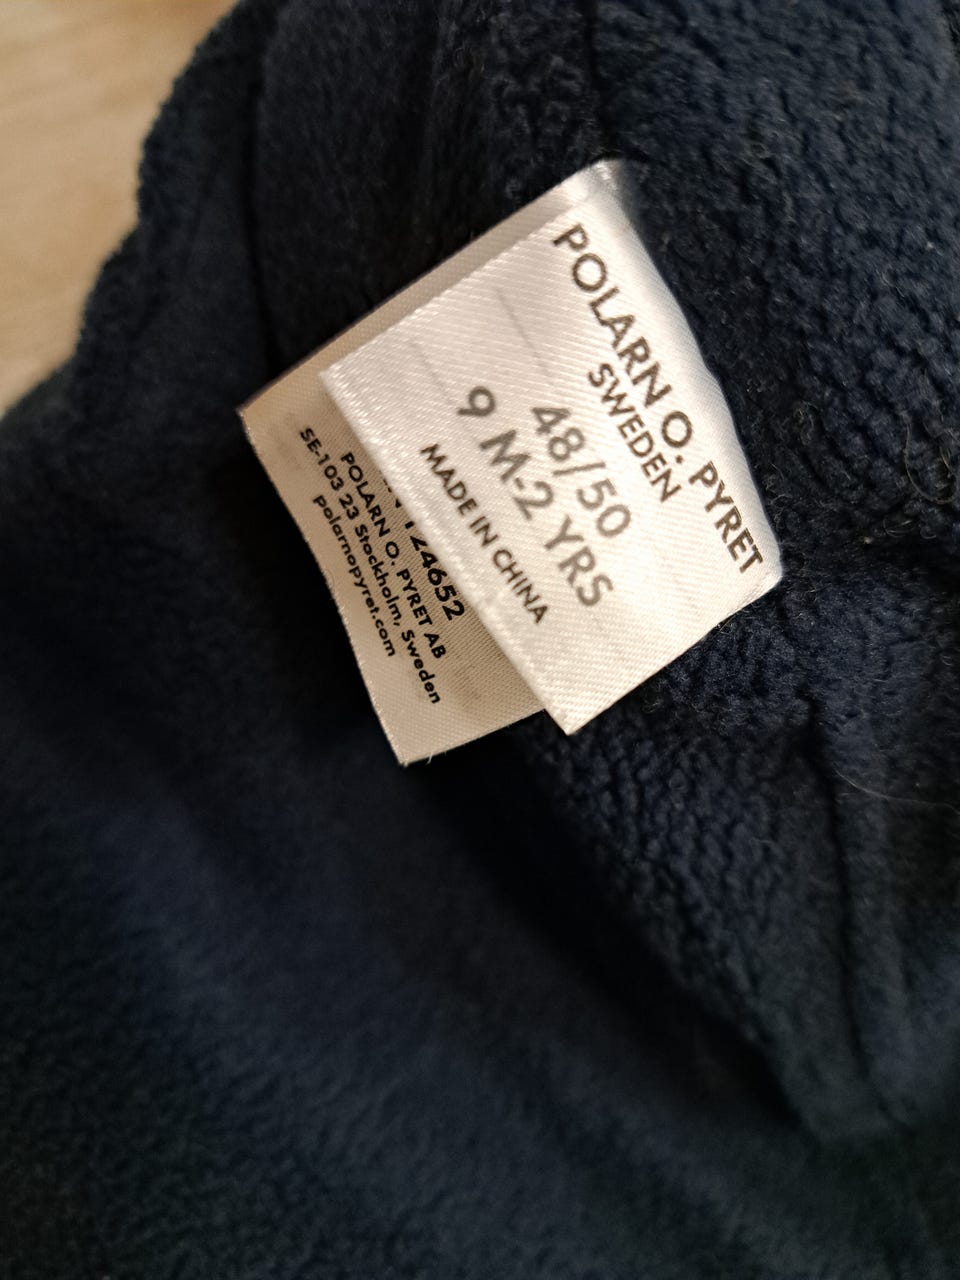 POLARN O. PYRET
SWEDEN
48/50
9 M-2 YRS
MADE IN CHINA
124652
POLARN O. PYRET AB
SE-103 23 Stockholm, Sweden
polarnopyret.com